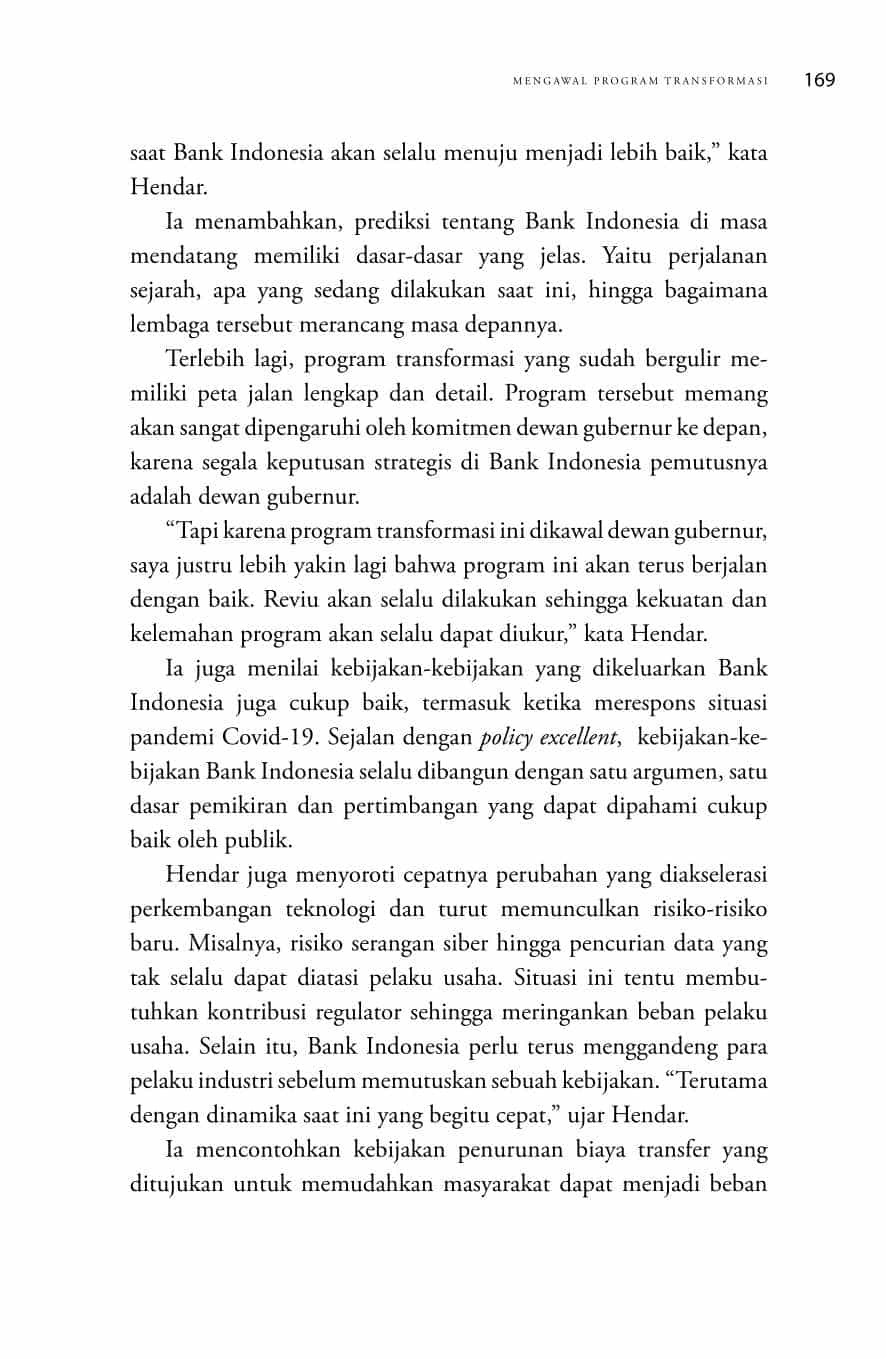 MENGAWAL PROGRAM TRANSFORMASI 169
saat Bank Indonesia akan selalu menuju menjadi lebih baik,” kata
Hendar.
Ia menambahkan, prediksi tentang Bank Indonesia di masa
mendatang memiliki dasar-dasar yang jelas. Yaitu perjalanan
sejarah, apa yang sedang dilakukan saat ini, hingga bagaimana
lembaga tersebut merancang masa depannya.
Terlebih lagi, program transformasi yang sudah bergulir me-
miliki peta jalan lengkap dan detail. Program tersebut memang
akan sangat dipengaruhi oleh komitmen dewan gubernur ke depan,
karena segala keputusan strategis di Bank Indonesia pemutusnya
adalah dewan gubernur.
“Tapi karena program transformasi ini dikawal dewan gubernur,
saya justru lebih yakin lagi bahwa program ini akan terus berjalan
dengan baik. Reviu akan selalu dilakukan sehingga kekuatan dan
kelemahan program akan selalu dapat diukur,” kata Hendar.
Ia juga menilai kebijakan-kebijakan yang dikeluarkan Bank
Indonesia juga cukup baik, termasuk ketika merespons situasi
pandemi Covid-19. Sejalan dengan policy excellent, kebijakan-ke-
bijakan Bank Indonesia selalu dibangun dengan satu argumen, satu
dasar pemikiran dan pertimbangan yang dapat dipahami cukup
baik oleh publik.
Hendar juga menyoroti cepatnya perubahan yang diakselerasi
perkembangan teknologi dan turut memunculkan risiko-risiko
baru. Misalnya, risiko serangan siber hingga pencurian data yang
tak selalu dapat diatasi pelaku usaha. Situasi ini tentu membu-
tuhkan kontribusi regulator sehingga meringankan beban pelaku
usaha. Selain itu, Bank Indonesia perlu terus menggandeng para
pelaku industri sebelum memutuskan sebuah kebijakan. “Terutama
dengan dinamika saat ini yang begitu cepat,” ujar Hendar.
Ia mencontohkan kebijakan penurunan biaya transfer yang
ditujukan untuk memudahkan masyarakat dapat menjadi beban